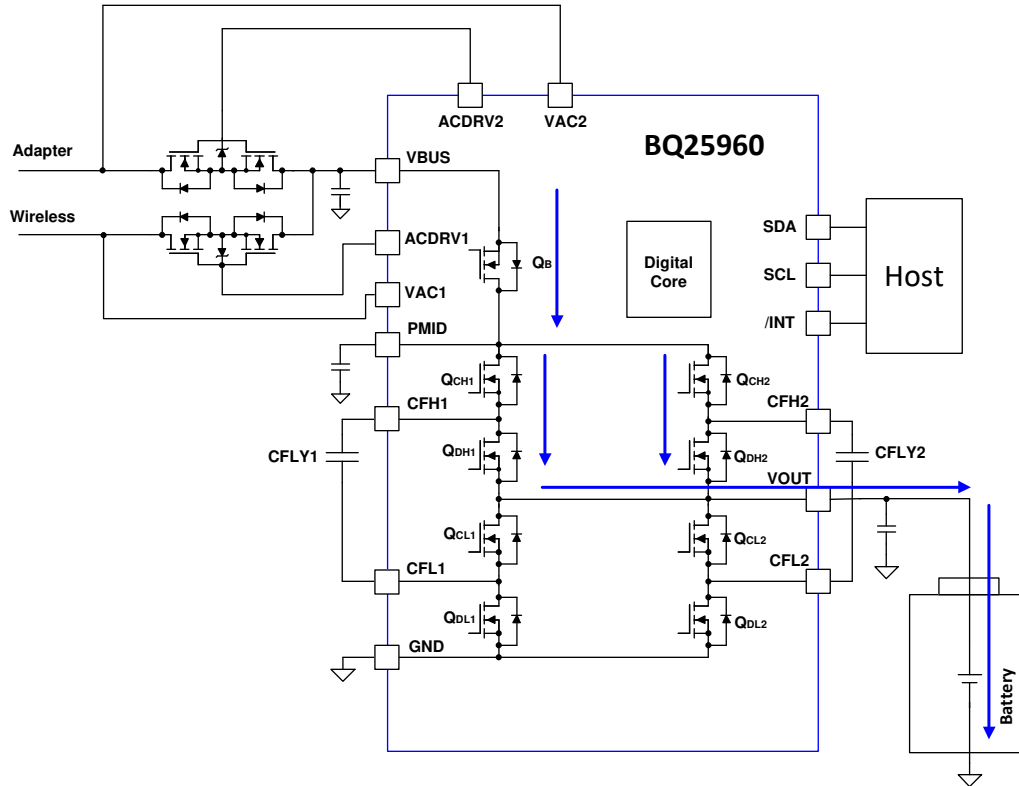 ACDRV2
VAC2
BQ25960
Adapter
VBUS
Wireless
ACDRV1
SDA
QB
Digital
Core
Host
SCL
VAC1
/INT
PMID
QCH1
QCH2
CFH1
CFH2
CFLY1
QDH1
QDH2
CFLY2
VOUT
QCL1
QCL2
CFL1
CFL2
QDL1
QDL2
GND
Battery